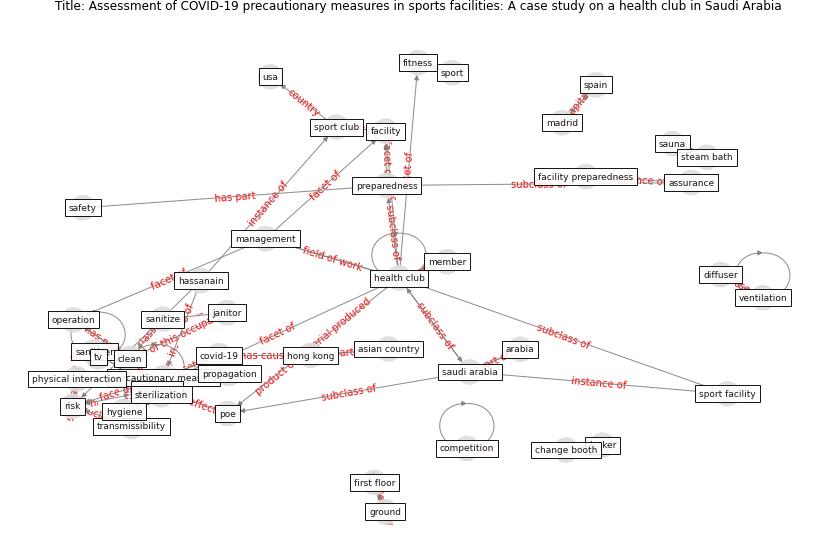 Title: Assessment of COVID-19 precautionary measures in sports facilities: A case study on a health club in Saudi Arabia
fitness
sport
usa
spain
country
madrid
sport club
facility
sauna
steam bath
facility preparedness
assurance
preparedness
subclass of
has part
safety
instance of
facet of
subclass of
management
field of work
member
hassanain
health club
diffuser
ventilation
facet of
operation
sanitize
janitor
facet of
subclass of
subclass of
tv
clean
covid-19
has cause
hong kong
asian country
arabia
physical interaction
propagation
saudi arabia
instance of
sport facility
risk
sterilization
hygiene
poe
subclass of
transmissibility
competition
change booth
first floor
ground